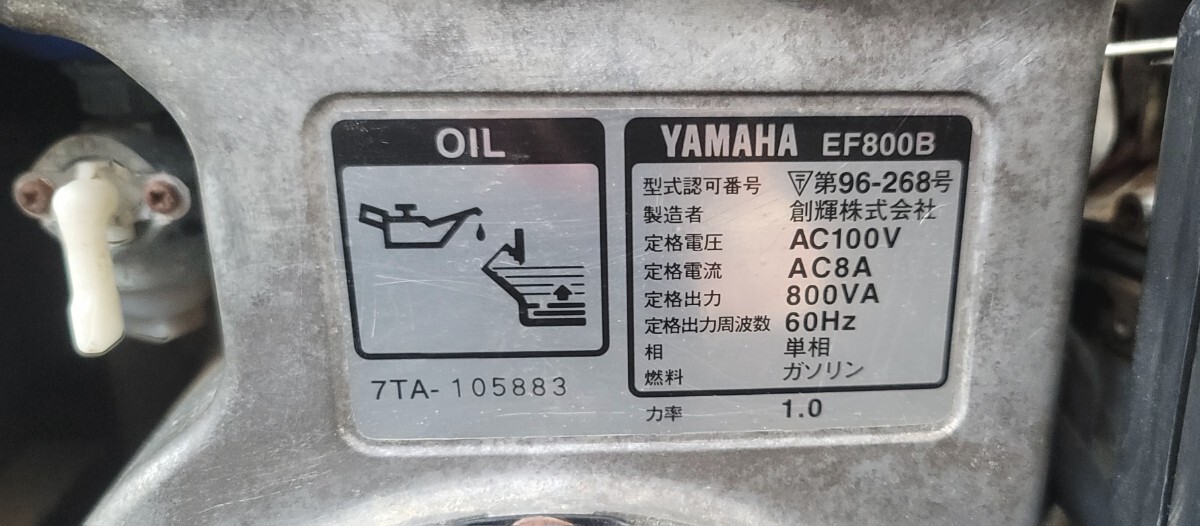 OIL
7TA-105883
YAMAHA EF800B
型式認可番号 第96-268号
製造者 創輝株式会社
定格電圧 AC100V
定格電流 AC8A
定格出力 800VA
定格出力周波数 60Hz
相 単相
燃料 ガソリン
力率 1.0